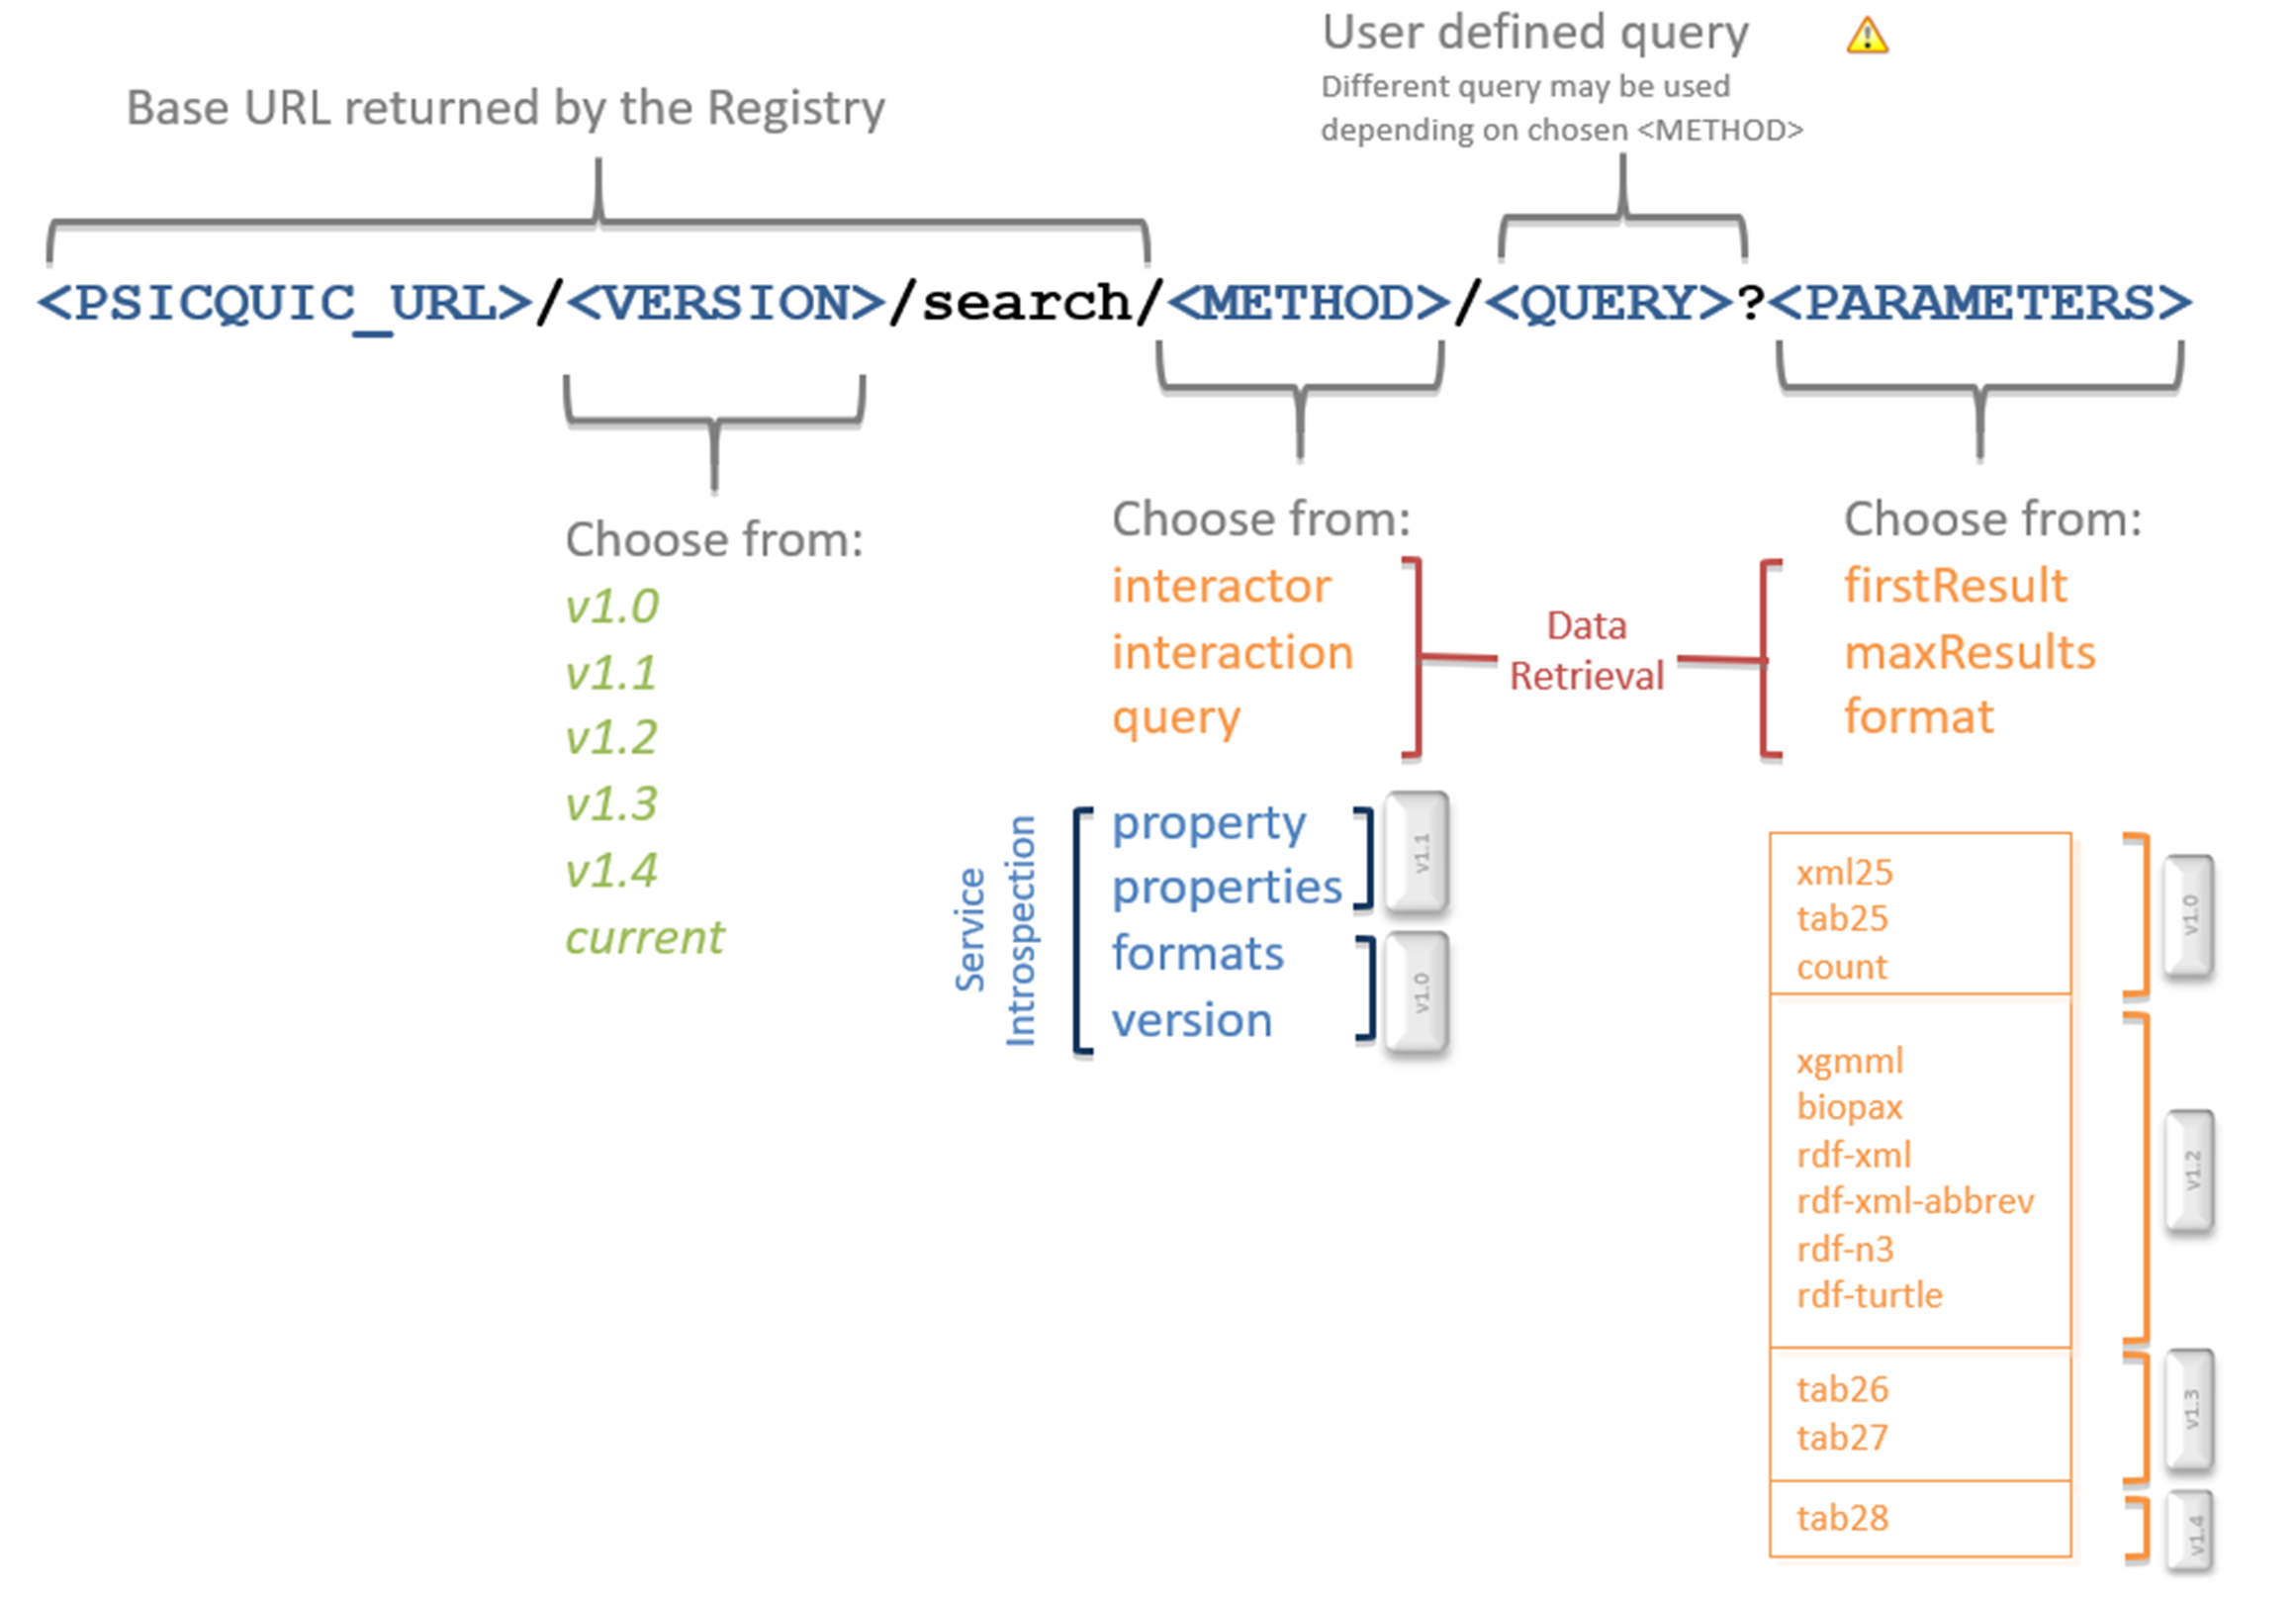 User defined query
Different query may be used
depending on chosen <METHOD>
Base URL returned by the Registry
<PSICQUIC_URL>/<VERSION>/search/<METHOD>/<QUERY>?<PARAMETERS>
Choose from:
v1.0
v1.1
v1.2
v1.3
v1.4
current
Choose from:
interactor
interaction
query
Data
Retrieval
Service
Introspection
property
properties
formats
version
v1.1
v1.0
Choose from:
firstResult
maxResults
format
xml25
tab25
count
v1.0
xgmml
biopax
rdf-xml
rdf-xml-abbrev
rdf-n3
rdf-turtle
v1.2
tab26
tab27
v1.3
tab28
v1.4